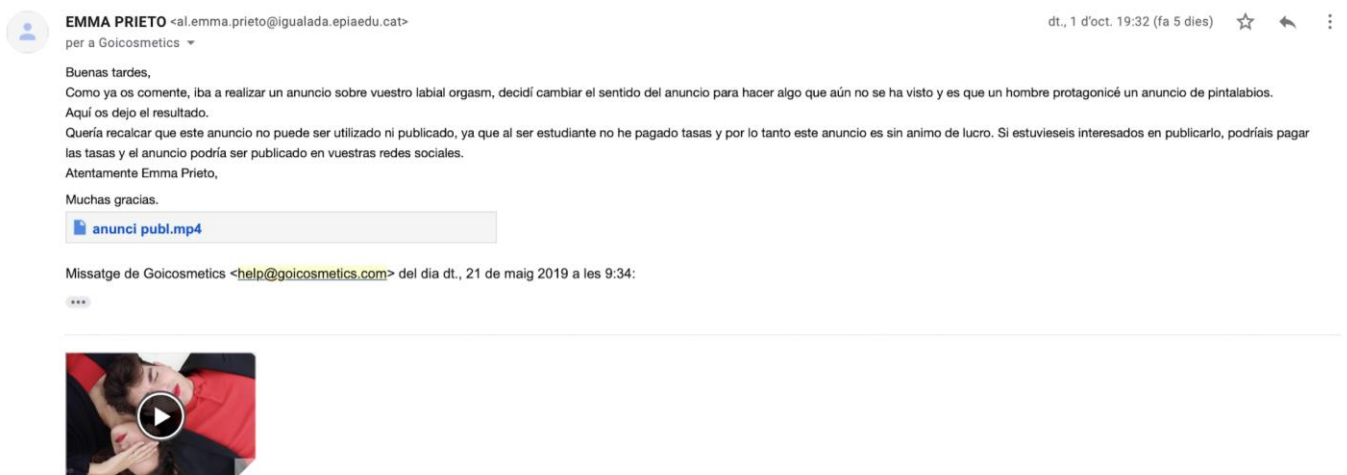 EMMA PRIETO <al.emma.prieto@igualada.epiaedu.cat>
dt., 1 d'oct. 19:32 (fa 5 dies)
per a Goicosmetics
Buenas tardes,
Como ya os comente, iba a realizar un anuncio sobre vuestro labial orgasm, decidí cambiar el sentido del anuncio para hacer algo que aún no se ha visto y es que un hombre protagonicé un anuncio de pintalabios.
Aquí os dejo el resultado.
Quería recalcar que este anuncio no puede ser utilizado ni publicado, ya que al ser estudiante no he pagado tasas y por lo tanto este anuncio es sin animo de lucro. Si estuvieseis interesados en publicarlo, podríais pagar
las tasas y el anuncio podría ser publicado en vuestras redes sociales.
Atentamente Emma Prieto,
Muchas gracias.
anunci publ.mp4
Missatge de Goicosmetics <help@goicosmetics.com> del dia dt., 21 de maig 2019 a les 9:34: